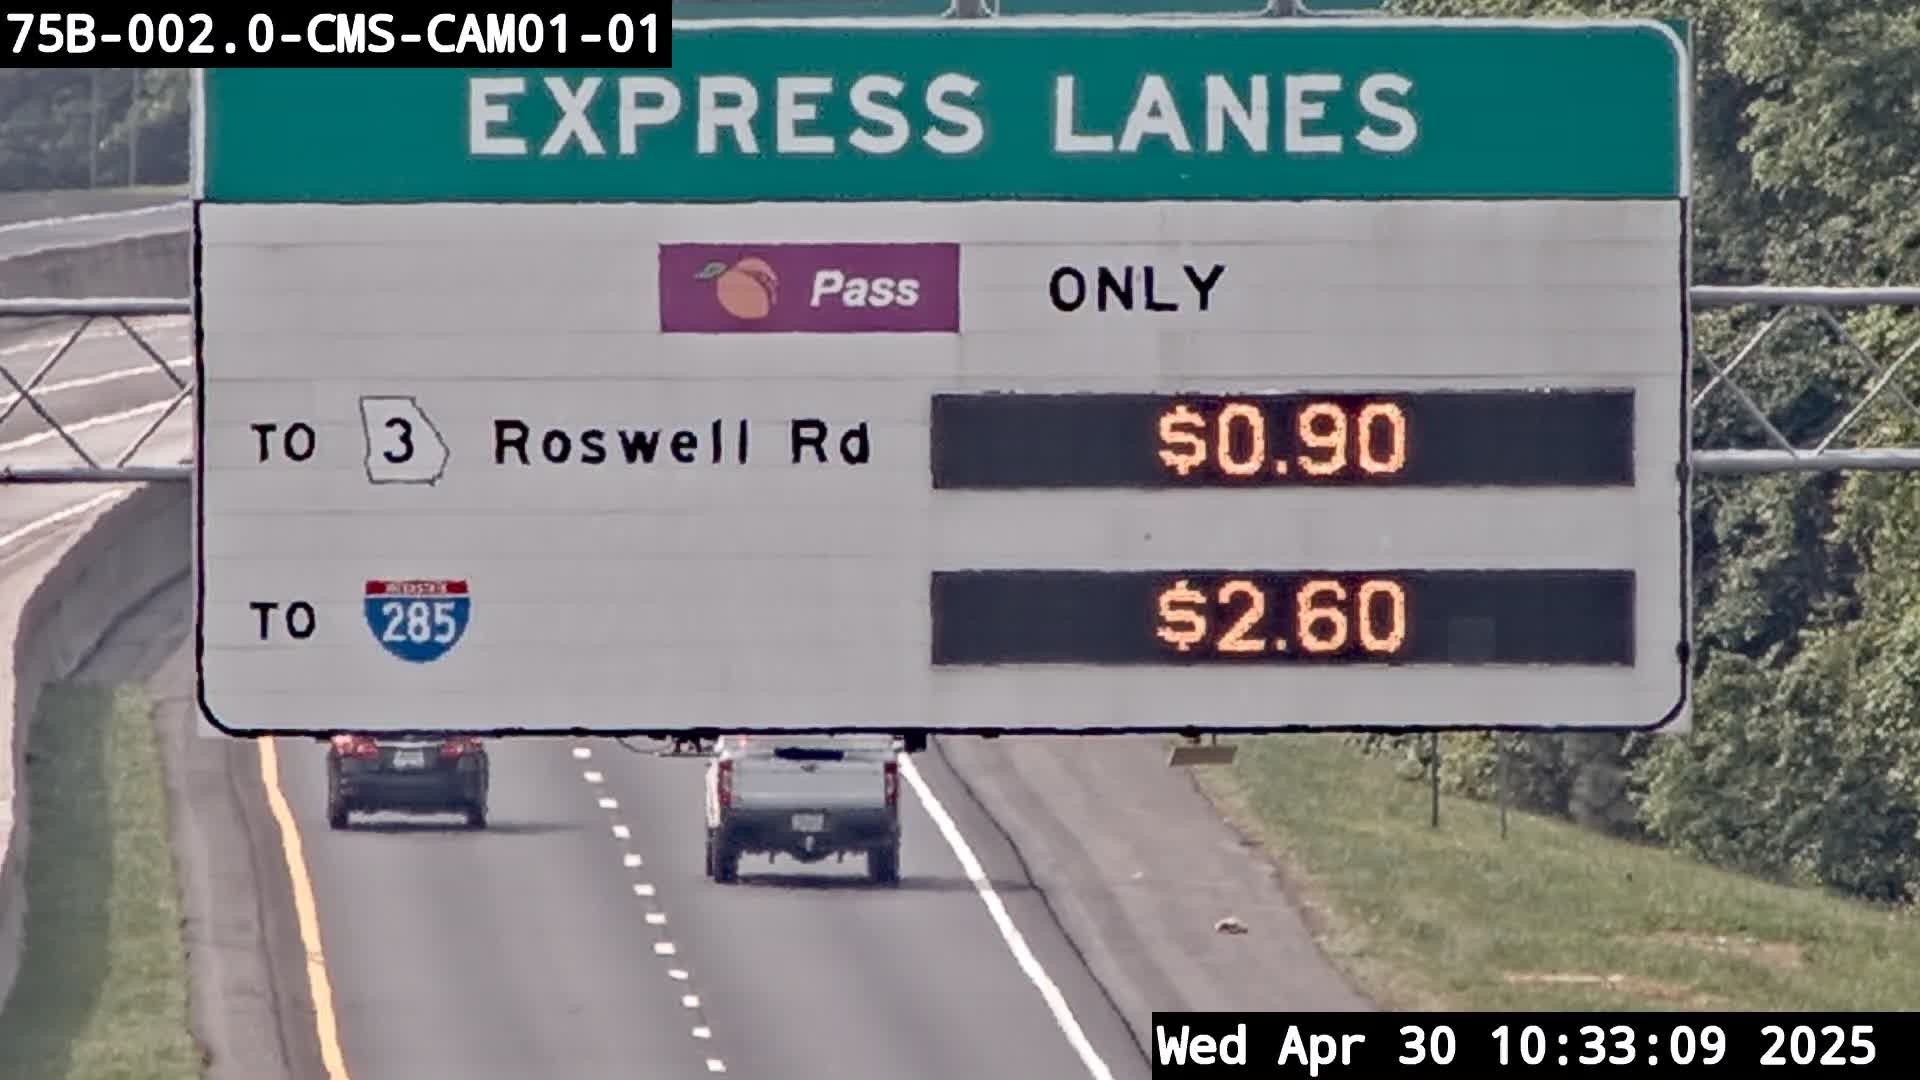 75B-002.0-CMS-CAM01-01
EXPRESS LANES
Pass ONLY
TO 3 Roswell Rd $0.90
TO INTERSTATE 285 $2.60
Wed Apr 30 10:33:09 2025